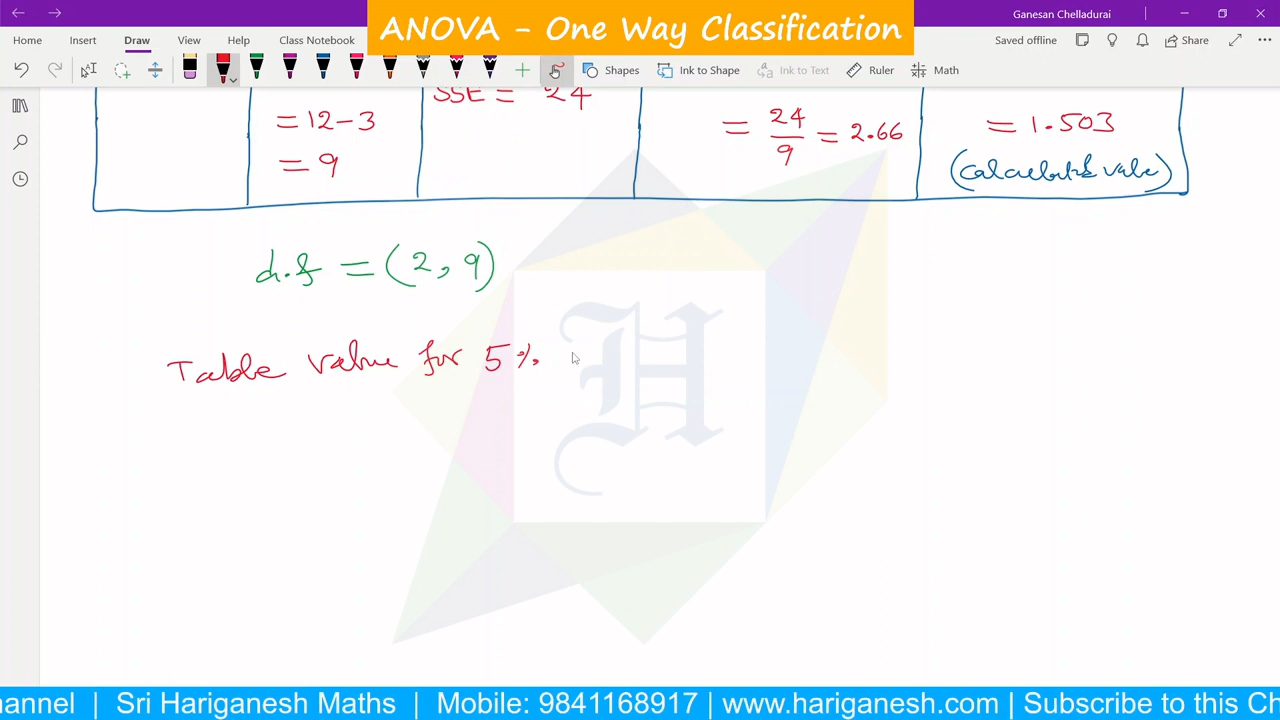 ANOVA - One Way Classification
Ganesan Chelladurai
Home Insert Draw View Help Class Notebook Saved offline Share
Shapes Ink to Shape Ink to Text Ruler Math
SSE = 24
= 12 - 3
= 9
= 24/9 = 2.66
= 1.503
(Calculated value)
d.f = (2, 9)
Table value for 5%
H
hannel | Sri Hariganesh Maths | Mobile: 9841168917 | www.hariganesh.com | Subscribe to this Ch